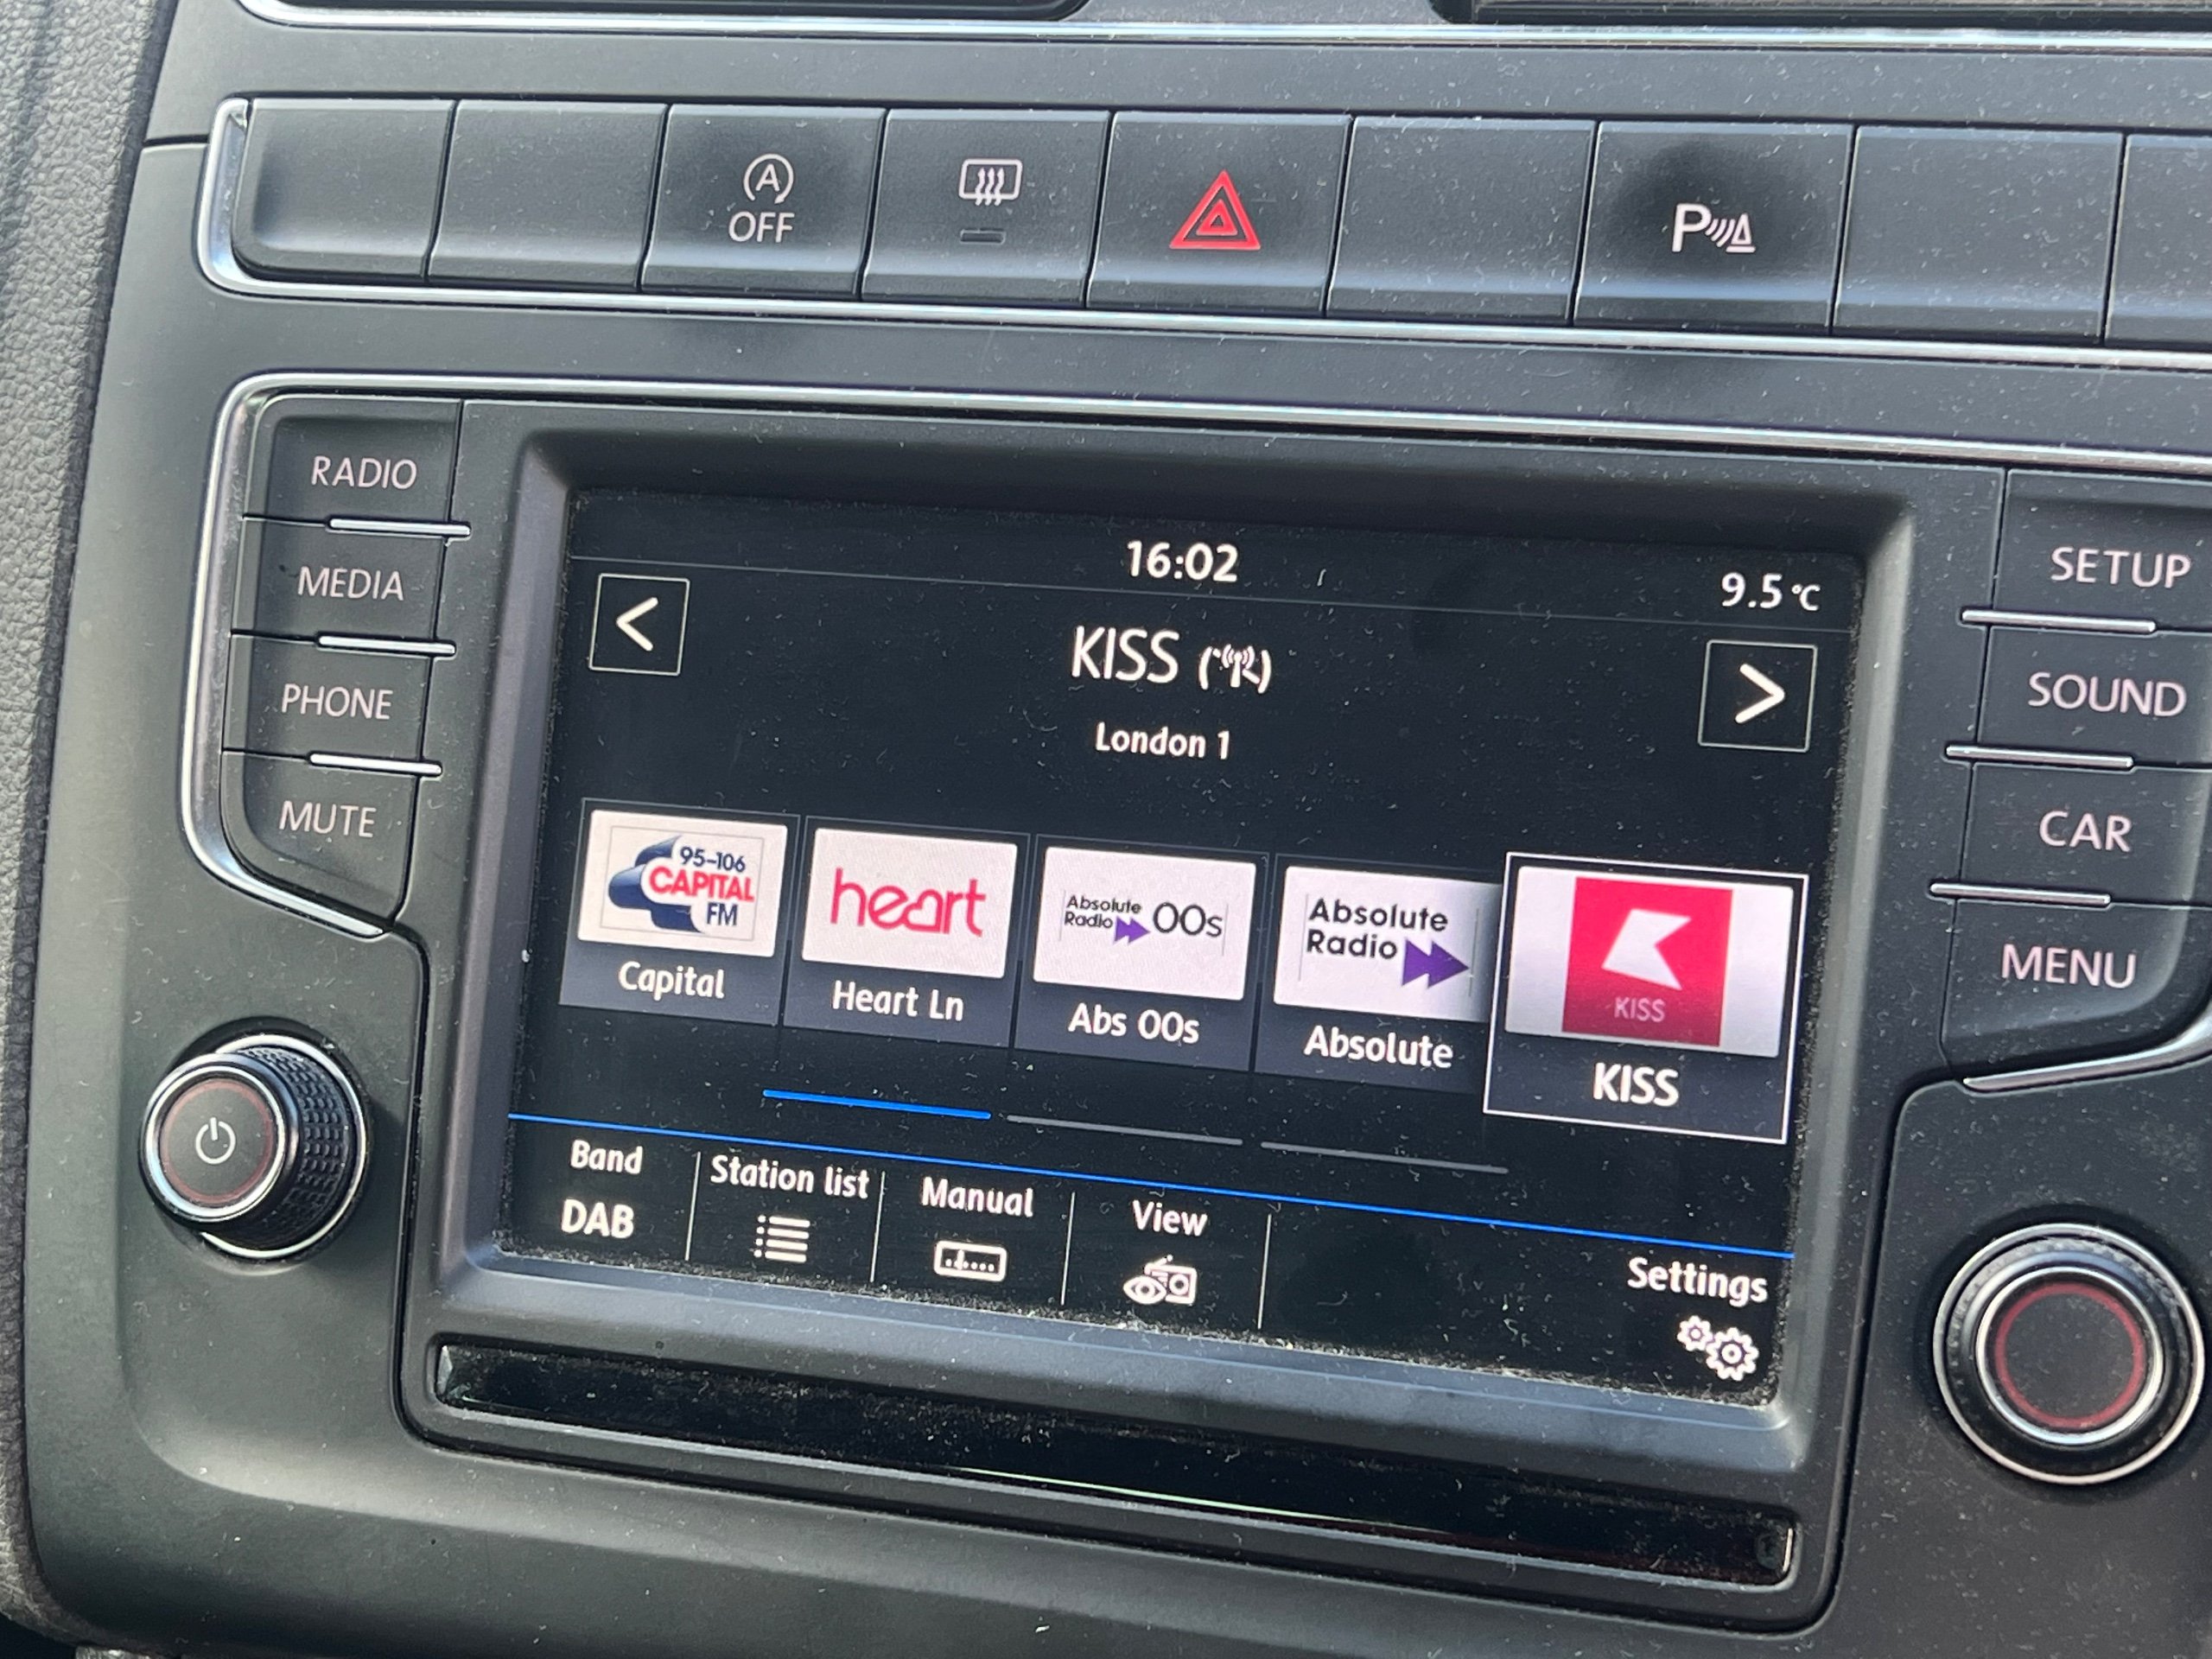 A
OFF
P
RADIO
MEDIA
PHONE
MUTE
SETUP
SOUND
CAR
MENU
16:02
9.5 °C
<
KISS
>
London 1
95-106
CAPITAL
FM
Capital
heart
Heart Ln
Absolute
Radio 00s
Abs 00s
Absolute
Radio
Absolute
KISS
KISS
Band
DAB
Station list
Manual
View
Settings